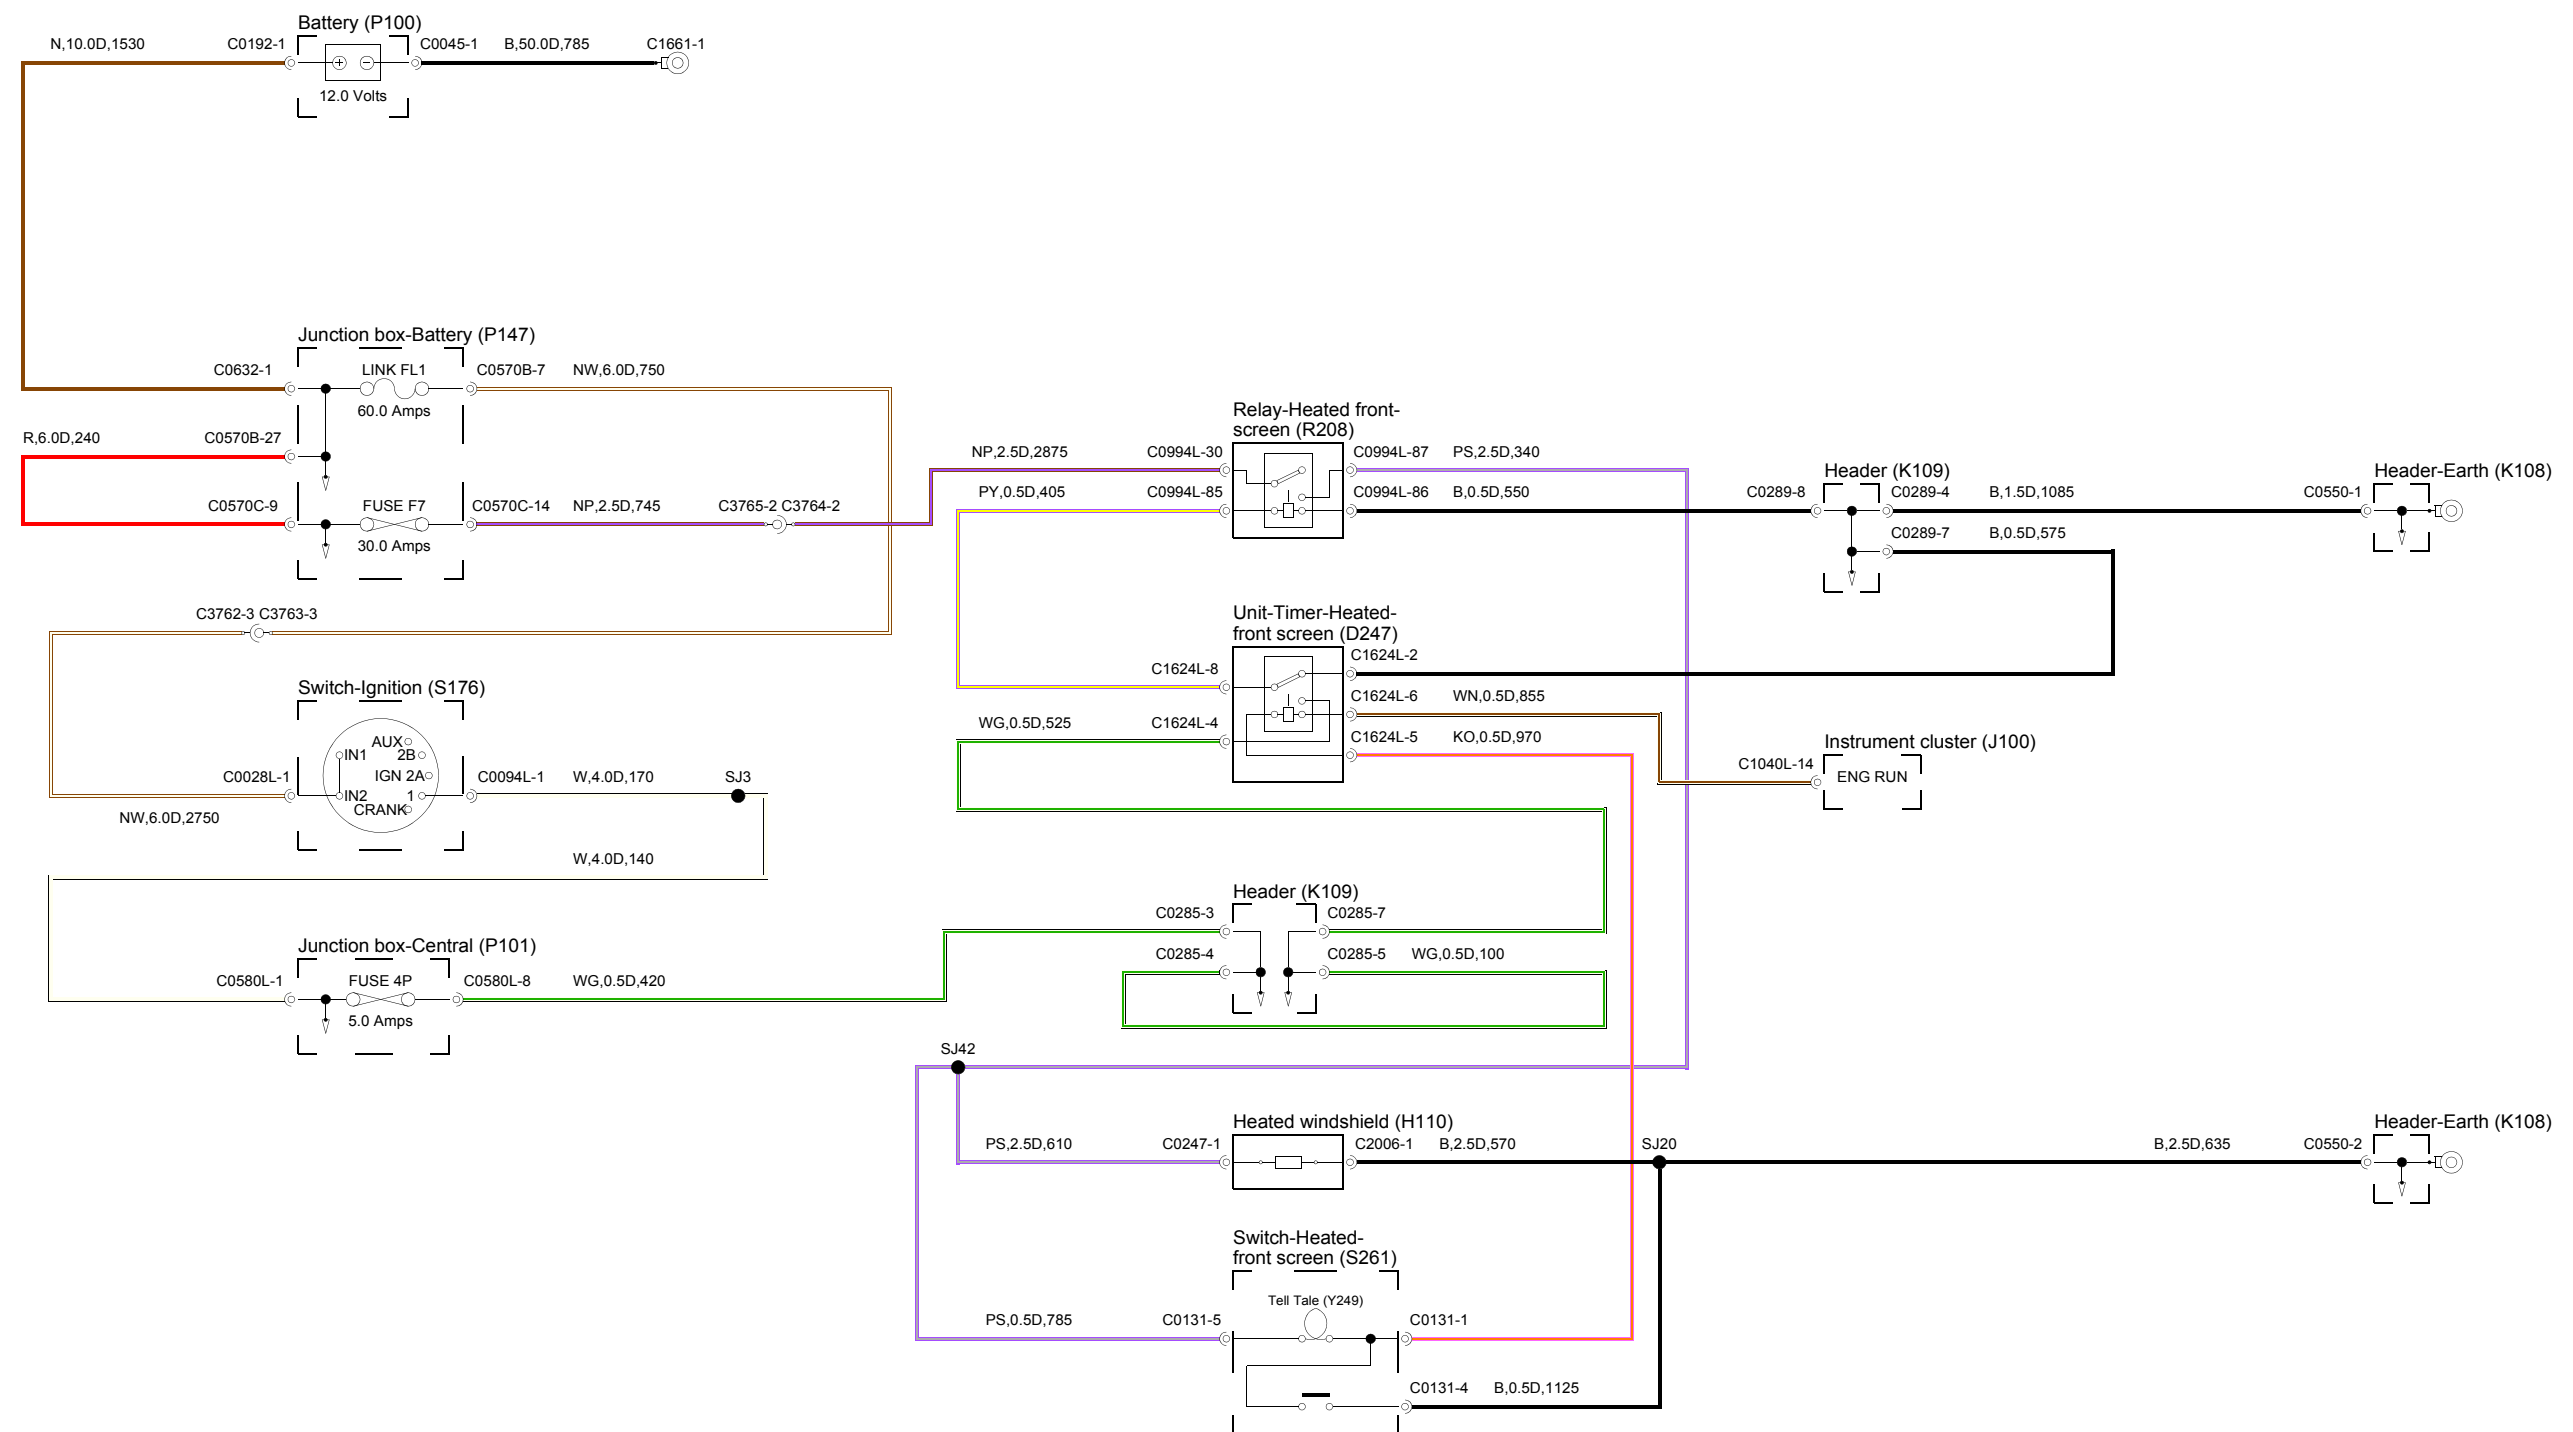 Battery (P100)
N,10.0D,1530
C0192-1
C0045-1
B,50.0D,785
C1661-1
12.0 Volts
Junction box-Battery (P147)
C0632-1
LINK FL1
C0570B-7
NW,6.0D,750
60.0 Amps
R,6.0D,240
C0570B-27
C0570C-9
FUSE F7
C0570C-14
NP,2.5D,745
C3765-2 C3764-2
30.0 Amps
C3762-3 C3763-3
Switch-Ignition (S176)
AUX
IN1
2B
IGN 2A
C0028L-1
IN2
1
CRANK
C0094L-1
W,4.0D,170
SJ3
NW,6.0D,2750
W,4.0D,140
Junction box-Central (P101)
C0580L-1
FUSE 4P
C0580L-8
WG,0.5D,420
5.0 Amps
Relay-Heated front-
screen (R208)
NP,2.5D,2875
C0994L-30
C0994L-87
PS,2.5D,340
PY,0.5D,405
C0994L-85
C0994L-86
B,0.5D,550
Header (K109)
C0289-8
C0289-4
B,1.5D,1085
C0289-7
B,0.5D,575
Header-Earth (K108)
C0550-1
Unit-Timer-Heated-
front screen (D247)
C1624L-8
C1624L-2
C1624L-6
WN,0.5D,855
WG,0.5D,525
C1624L-4
C1624L-5
KO,0.5D,970
Instrument cluster (J100)
C1040L-14
ENG RUN
Header (K109)
C0285-3
C0285-7
C0285-4
C0285-5
WG,0.5D,100
SJ42
Heated windshield (H110)
PS,2.5D,610
C0247-1
C2006-1
B,2.5D,570
SJ20
B,2.5D,635
C0550-2
Header-Earth (K108)
Switch-Heated-
front screen (S261)
Tell Tale (Y249)
PS,0.5D,785
C0131-5
C0131-1
C0131-4
B,0.5D,1125